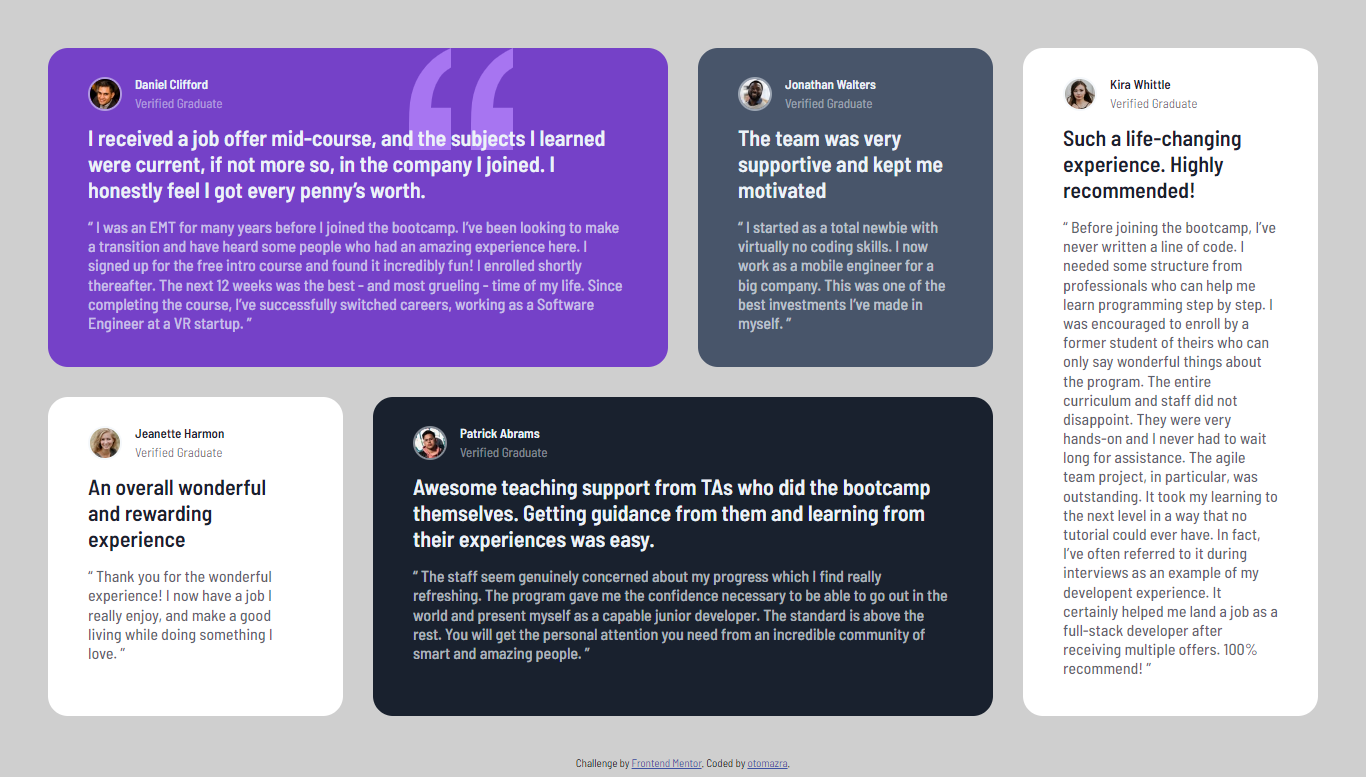 Daniel Clifford
Verified Graduate
I received a job offer mid-course, and the subjects I learned
were current, if not more so, in the company I joined. I
honestly feel I got every penny’s worth.
“ I was an EMT for many years before I joined the bootcamp. I’ve been looking to make
a transition and have heard some people who had an amazing experience here. I
signed up for the free intro course and found it incredibly fun! I enrolled shortly
thereafter. The next 12 weeks was the best - and most grueling - time of my life. Since
completing the course, I’ve successfully switched careers, working as a Software
Engineer at a VR startup. ”
Jonathan Walters
Verified Graduate
The team was very
supportive and kept me
motivated
“ I started as a total newbie with
virtually no coding skills. I now
work as a mobile engineer for a
big company. This was one of the
best investments I’ve made in
myself. ”
Kira Whittle
Verified Graduate
Such a life-changing
experience. Highly
recommended!
“ Before joining the bootcamp, I’ve
never written a line of code. I
needed some structure from
professionals who can help me
learn programming step by step. I
was encouraged to enroll by a
former student of theirs who can
only say wonderful things about
the program. The entire
curriculum and staff did not
disappoint. They were very
hands-on and I never had to wait
long for assistance. The agile
team project, in particular, was
outstanding. It took my learning to
the next level in a way that no
tutorial could ever have. In fact,
I’ve often referred to it during
interviews as an example of my
developent experience. It
certainly helped me land a job as a
full-stack developer after
receiving multiple offers. 100%
recommend! ”
Jeanette Harmon
Verified Graduate
An overall wonderful
and rewarding
experience
“ Thank you for the wonderful
experience! I now have a job I
really enjoy, and make a good
living while doing something I
love. ”
Patrick Abrams
Verified Graduate
Awesome teaching support from TAs who did the bootcamp
themselves. Getting guidance from them and learning from
their experiences was easy.
“ The staff seem genuinely concerned about my progress which I find really
refreshing. The program gave me the confidence necessary to be able to go out in the
world and present myself as a capable junior developer. The standard is above the
rest. You will get the personal attention you need from an incredible community of
smart and amazing people. ”
Challenge by Frontend Mentor. Coded by otomazra.